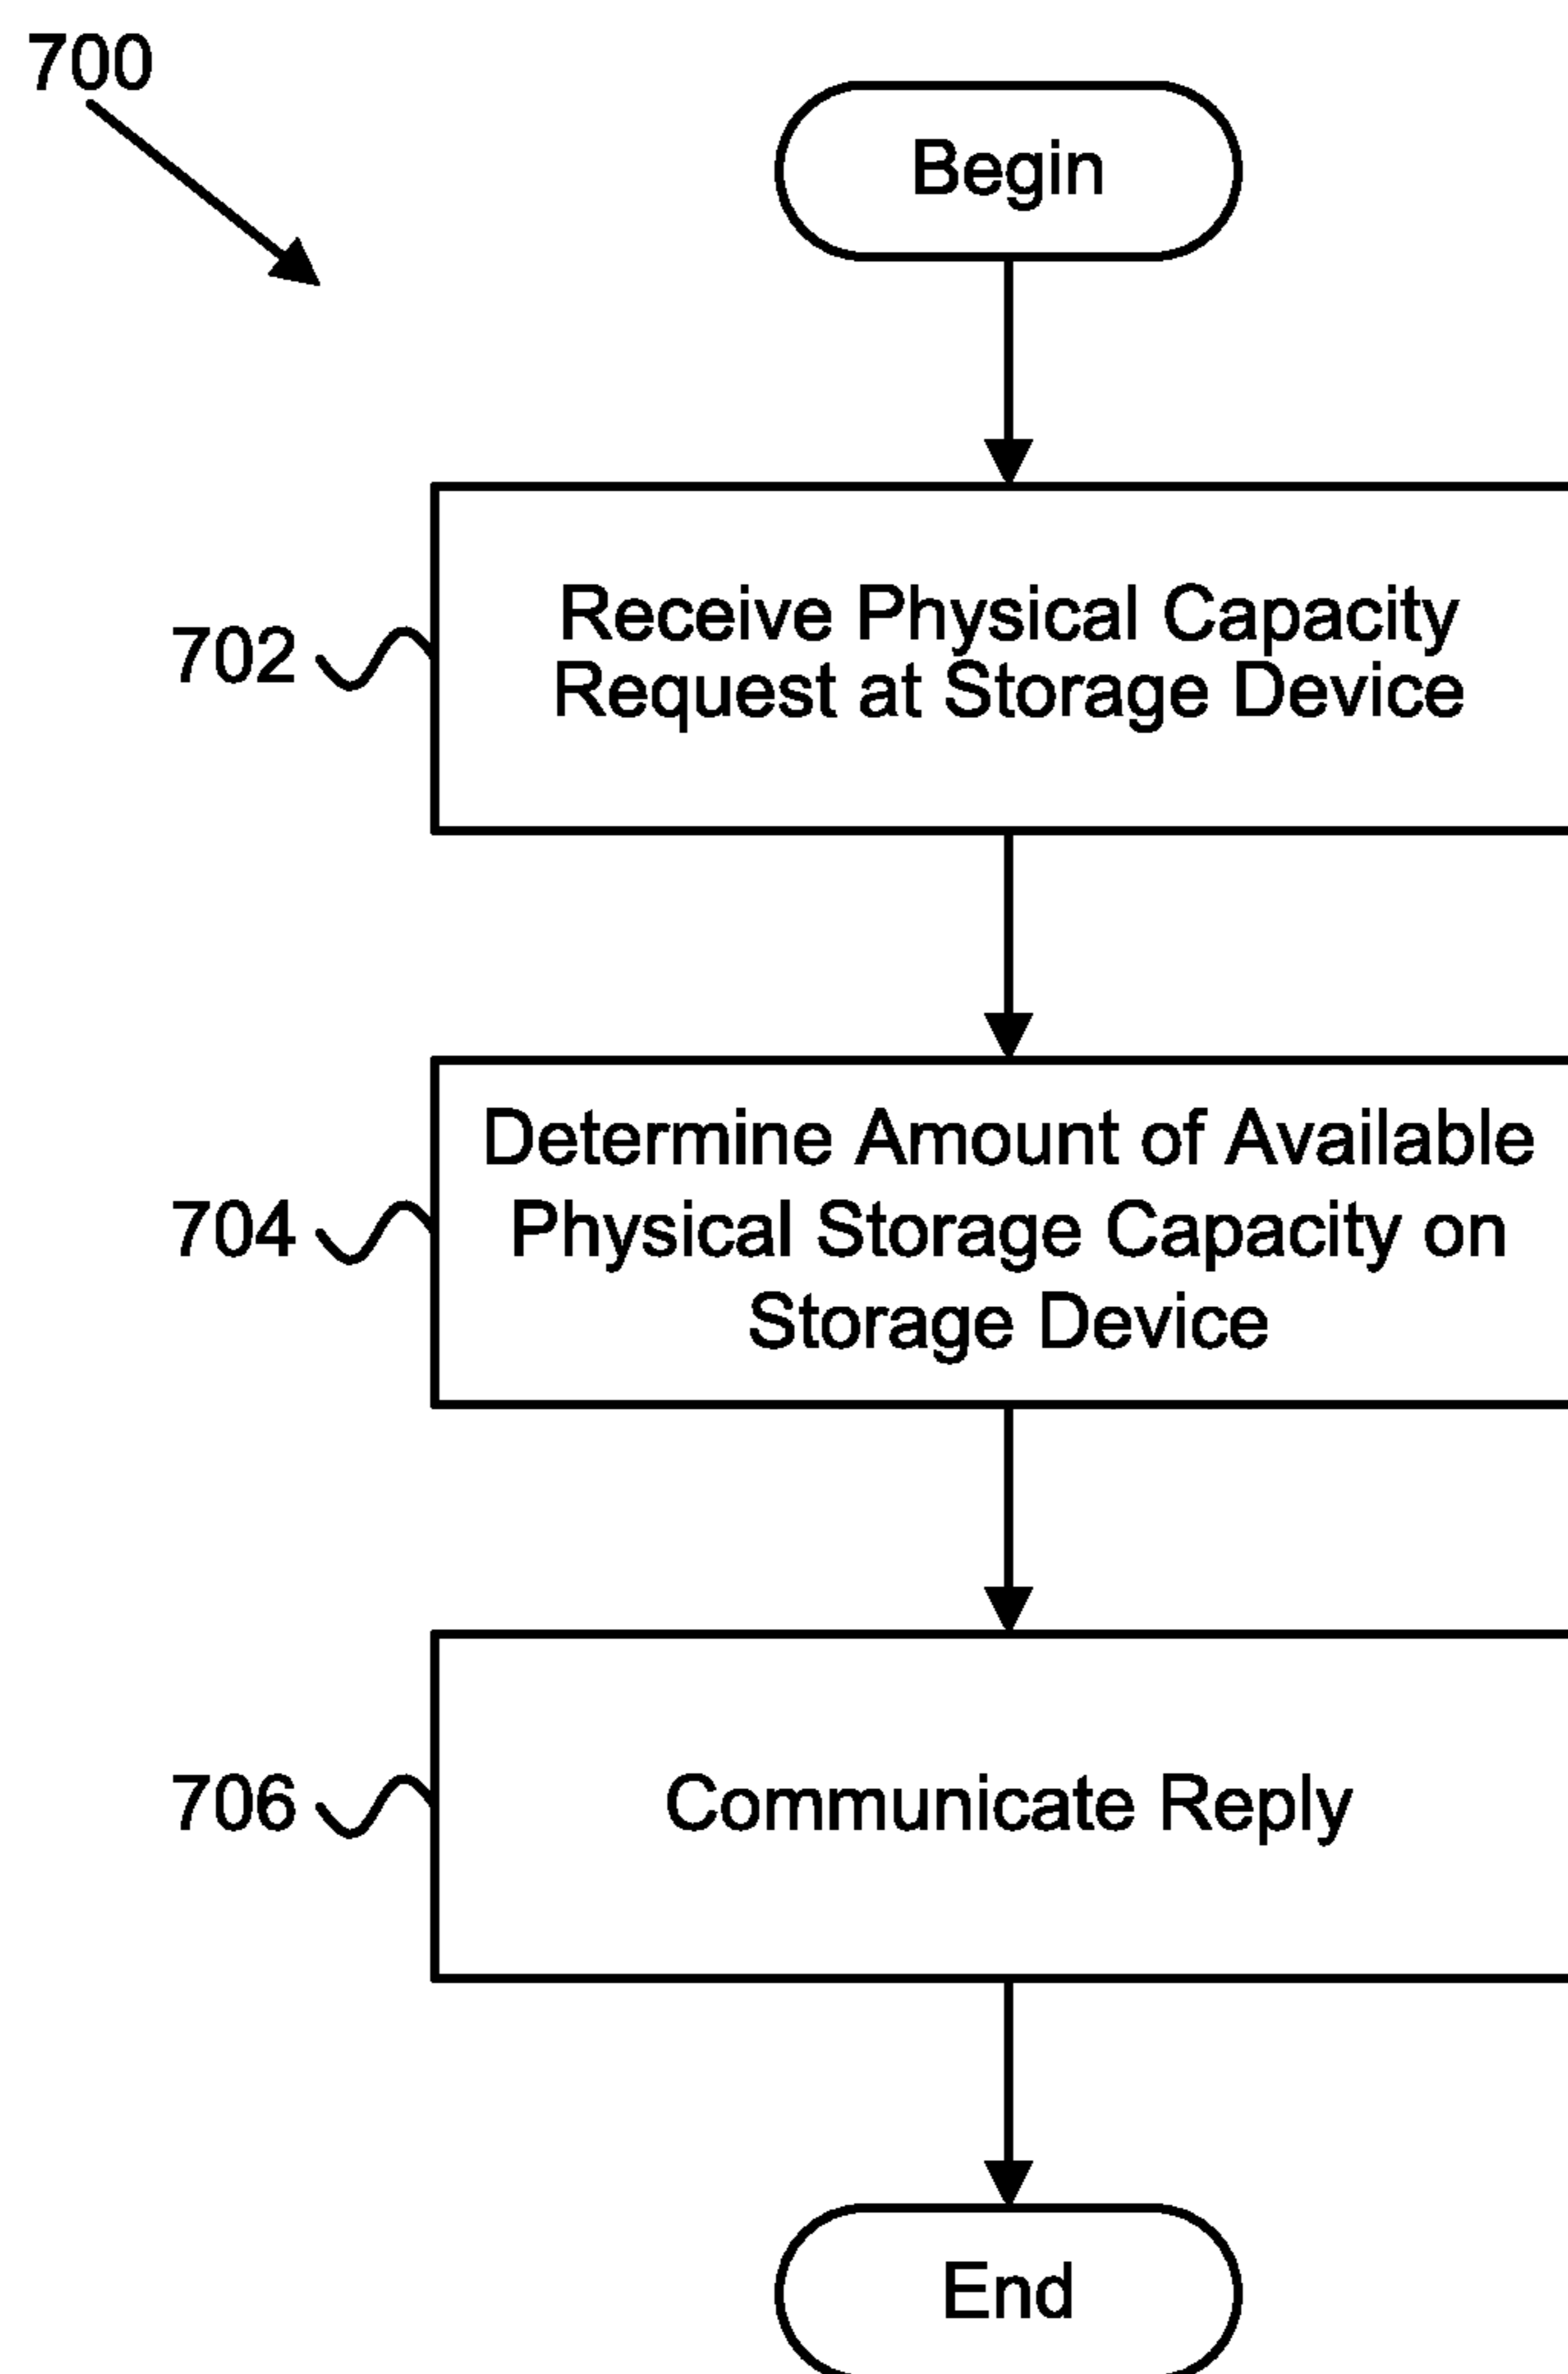 700
Begin
702
Receive Physical Capacity
Request at Storage Device
704
Determine Amount of Available
Physical Storage Capacity on
Storage Device
706
Communicate Reply
End